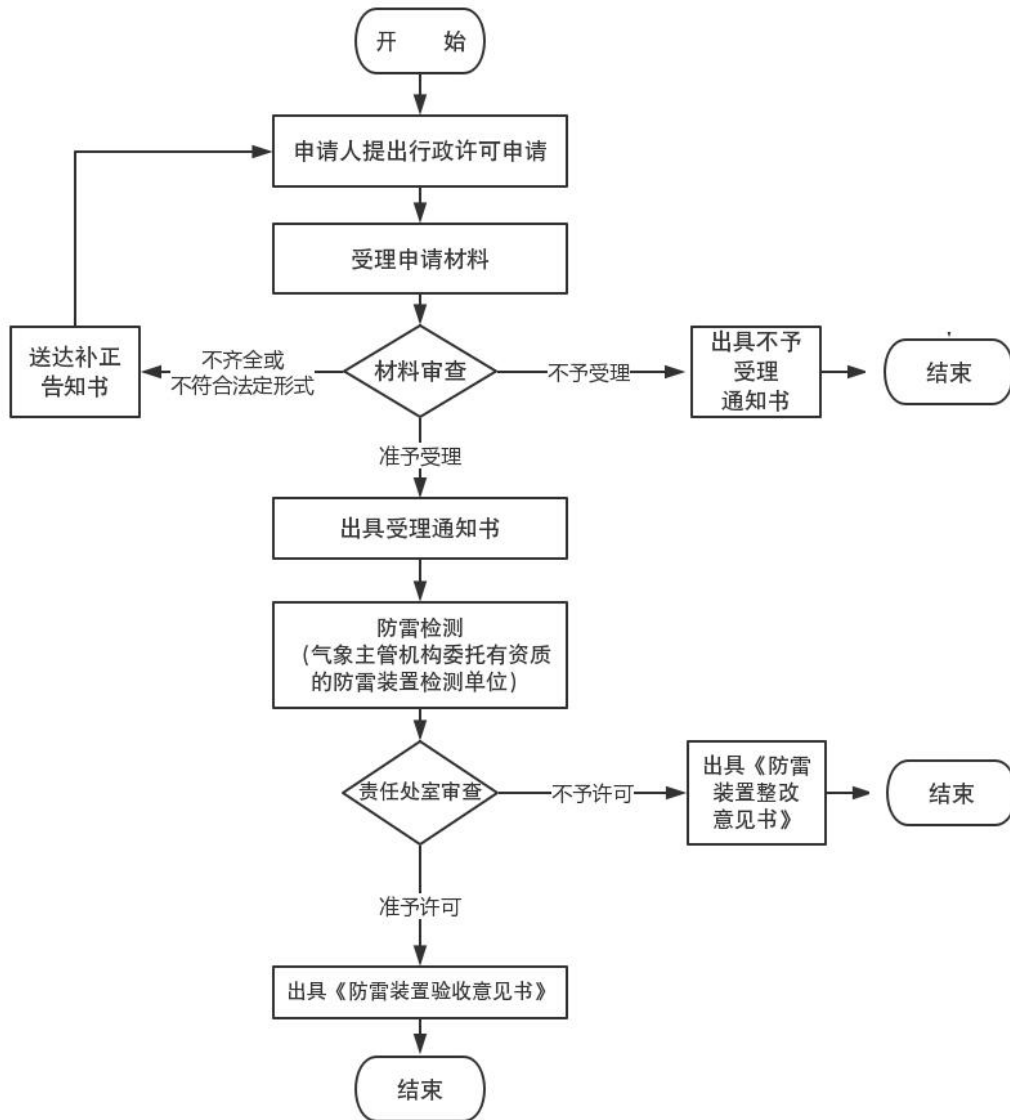 开 始
申请人提出行政许可申请
受理申请材料
送达补正
告知书
不齐全或
不符合法定形式
材料审查
不予受理
出具不予
受理
通知书
结束
准予受理
出具受理通知书
防雷检测
(气象主管机构委托有资质
的防雷装置检测单位)
责任处室审查
不予许可
出具《防雷
装置整改
意见书》
结束
准予许可
出具《防雷装置验收意见书》
结束